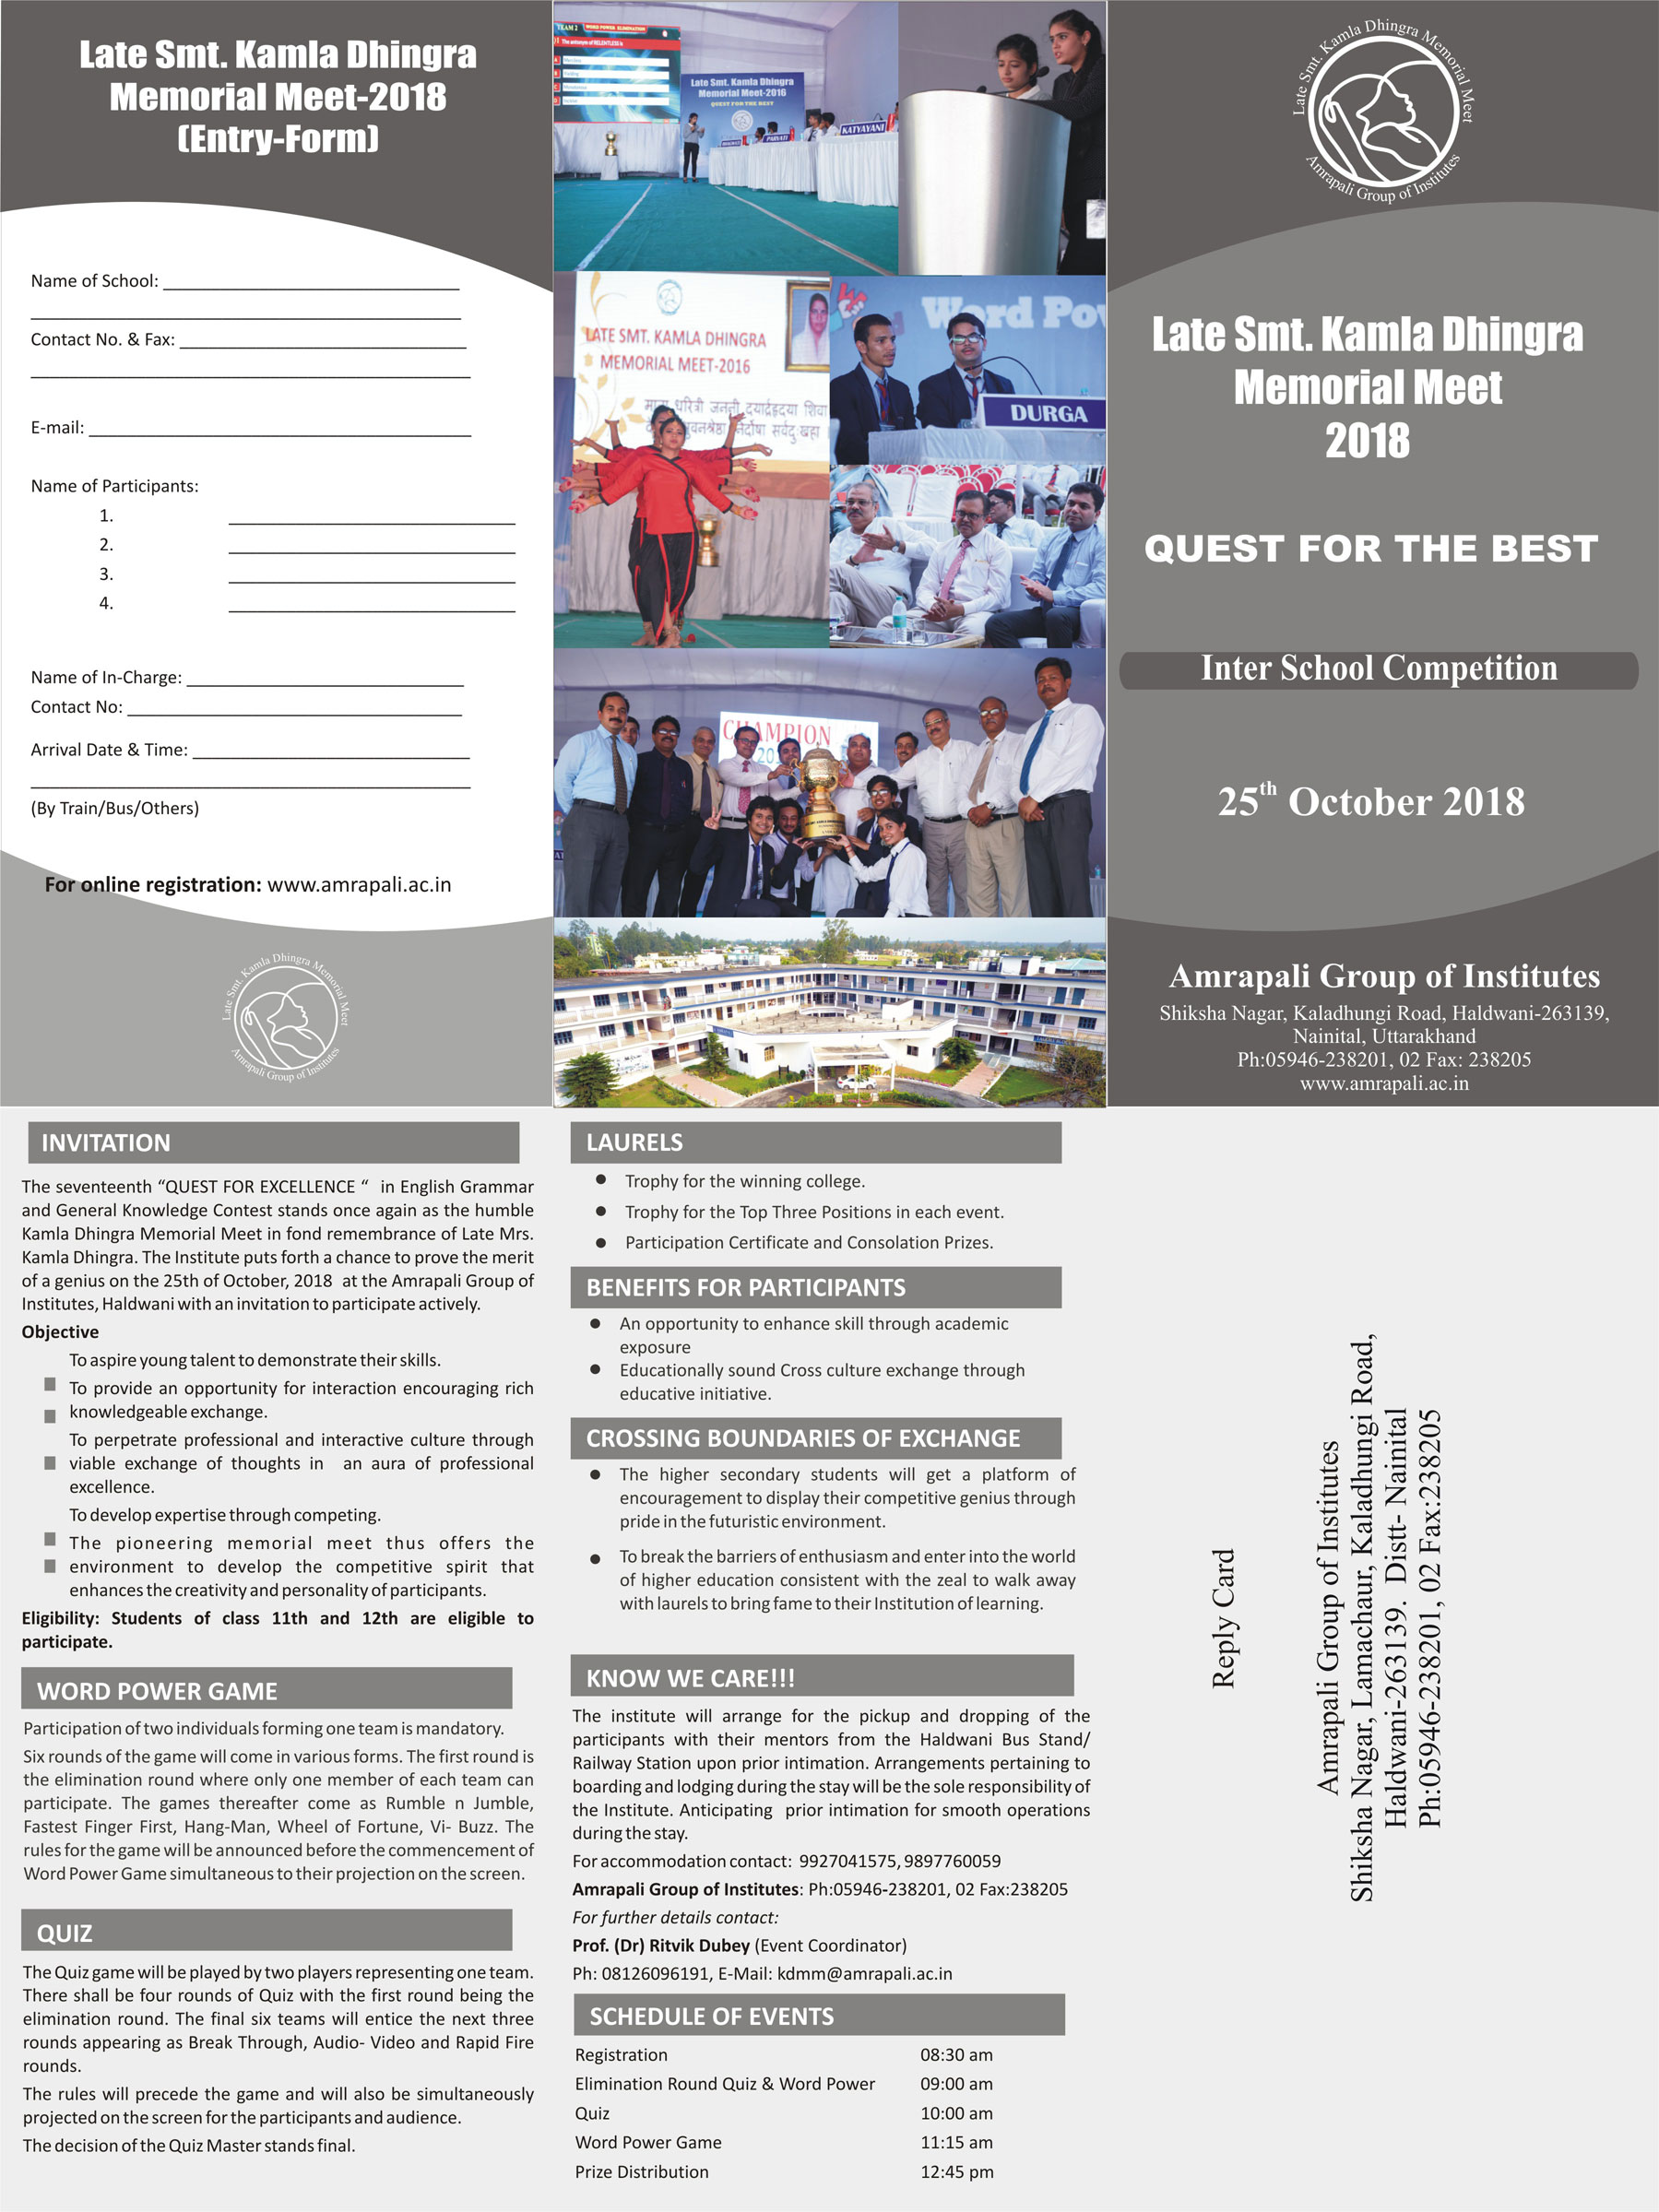 Late Smt. Kamla Dhingra
Memorial Meet-2018
(Entry-Form)
Name of School:
Contact No. & Fax:
E-mail:
Name of Participants:
1.
2.
3.
4.
Name of In-Charge:
Contact No:
Arrival Date & Time:
(By Train/Bus/Others)
For online registration: www.amrapali.ac.in
Late Smt. Kamla Dhingra Memorial Meet
Amrapali Group of Institutes
TEAM 2 WORD POWER ELIMINATION
The antonym of RELENTLESS is
Late Smt. Kamla Dhingra
Memorial Meet-2016
QUEST FOR THE BEST
PARVATI
KATYAYANI
LATE SMT. KAMLA DHINGRA
MEMORIAL MEET-2016
धरित्री जननी दयार्द्रहृदया शिवा
निर्दोषा सर्वदुःखहा
Word Pow
DURGA
CHAMPION
Late Smt. Kamla Dhingra Memorial Meet
Amrapali Group of Institutes
Late Smt. Kamla Dhingra
Memorial Meet
2018
QUEST FOR THE BEST
Inter School Competition
25th October 2018
Amrapali Group of Institutes
Shiksha Nagar, Kaladhungi Road, Haldwani-263139,
Nainital, Uttarakhand
Ph:05946-238201, 02 Fax: 238205
www.amrapali.ac.in
INVITATION
The seventeenth “QUEST FOR EXCELLENCE “ in English Grammar
and General Knowledge Contest stands once again as the humble
Kamla Dhingra Memorial Meet in fond remembrance of Late Mrs.
Kamla Dhingra. The Institute puts forth a chance to prove the merit
of a genius on the 25th of October, 2018 at the Amrapali Group of
Institutes, Haldwani with an invitation to participate actively.
Objective
To aspire young talent to demonstrate their skills.
To provide an opportunity for interaction encouraging rich
knowledgeable exchange.
To perpetrate professional and interactive culture through
viable exchange of thoughts in an aura of professional
excellence.
To develop expertise through competing.
The pioneering memorial meet thus offers the
environment to develop the competitive spirit that
enhances the creativity and personality of participants.
Eligibility: Students of class 11th and 12th are eligible to
participate.
WORD POWER GAME
Participation of two individuals forming one team is mandatory.
Six rounds of the game will come in various forms. The first round is
the elimination round where only one member of each team can
participate. The games thereafter come as Rumble n Jumble,
Fastest Finger First, Hang-Man, Wheel of Fortune, Vi- Buzz. The
rules for the game will be announced before the commencement of
Word Power Game simultaneous to their projection on the screen.
QUIZ
The Quiz game will be played by two players representing one team.
There shall be four rounds of Quiz with the first round being the
elimination round. The final six teams will entice the next three
rounds appearing as Break Through, Audio- Video and Rapid Fire
rounds.
The rules will precede the game and will also be simultaneously
projected on the screen for the participants and audience.
The decision of the Quiz Master stands final.
LAURELS
● Trophy for the winning college.
● Trophy for the Top Three Positions in each event.
● Participation Certificate and Consolation Prizes.
BENEFITS FOR PARTICIPANTS
● An opportunity to enhance skill through academic
exposure
● Educationally sound Cross culture exchange through
educative initiative.
CROSSING BOUNDARIES OF EXCHANGE
● The higher secondary students will get a platform of
encouragement to display their competitive genius through
pride in the futuristic environment.
● To break the barriers of enthusiasm and enter into the world
of higher education consistent with the zeal to walk away
with laurels to bring fame to their Institution of learning.
KNOW WE CARE!!!
The institute will arrange for the pickup and dropping of the
participants with their mentors from the Haldwani Bus Stand/
Railway Station upon prior intimation. Arrangements pertaining to
boarding and lodging during the stay will be the sole responsibility of
the Institute. Anticipating prior intimation for smooth operations
during the stay.
For accommodation contact: 9927041575, 9897760059
Amrapali Group of Institutes: Ph:05946-238201, 02 Fax:238205
For further details contact:
Prof. (Dr) Ritvik Dubey (Event Coordinator)
Ph: 08126096191, E-Mail: kdmm@amrapali.ac.in
SCHEDULE OF EVENTS
Registration 08:30 am
Elimination Round Quiz & Word Power 09:00 am
Quiz 10:00 am
Word Power Game 11:15 am
Prize Distribution 12:45 pm
Reply Card
Amrapali Group of Institutes
Shiksha Nagar, Lamachaur, Kaladhungi Road,
Haldwani-263139. Distt- Nainital
Ph:05946-238201, 02 Fax:238205